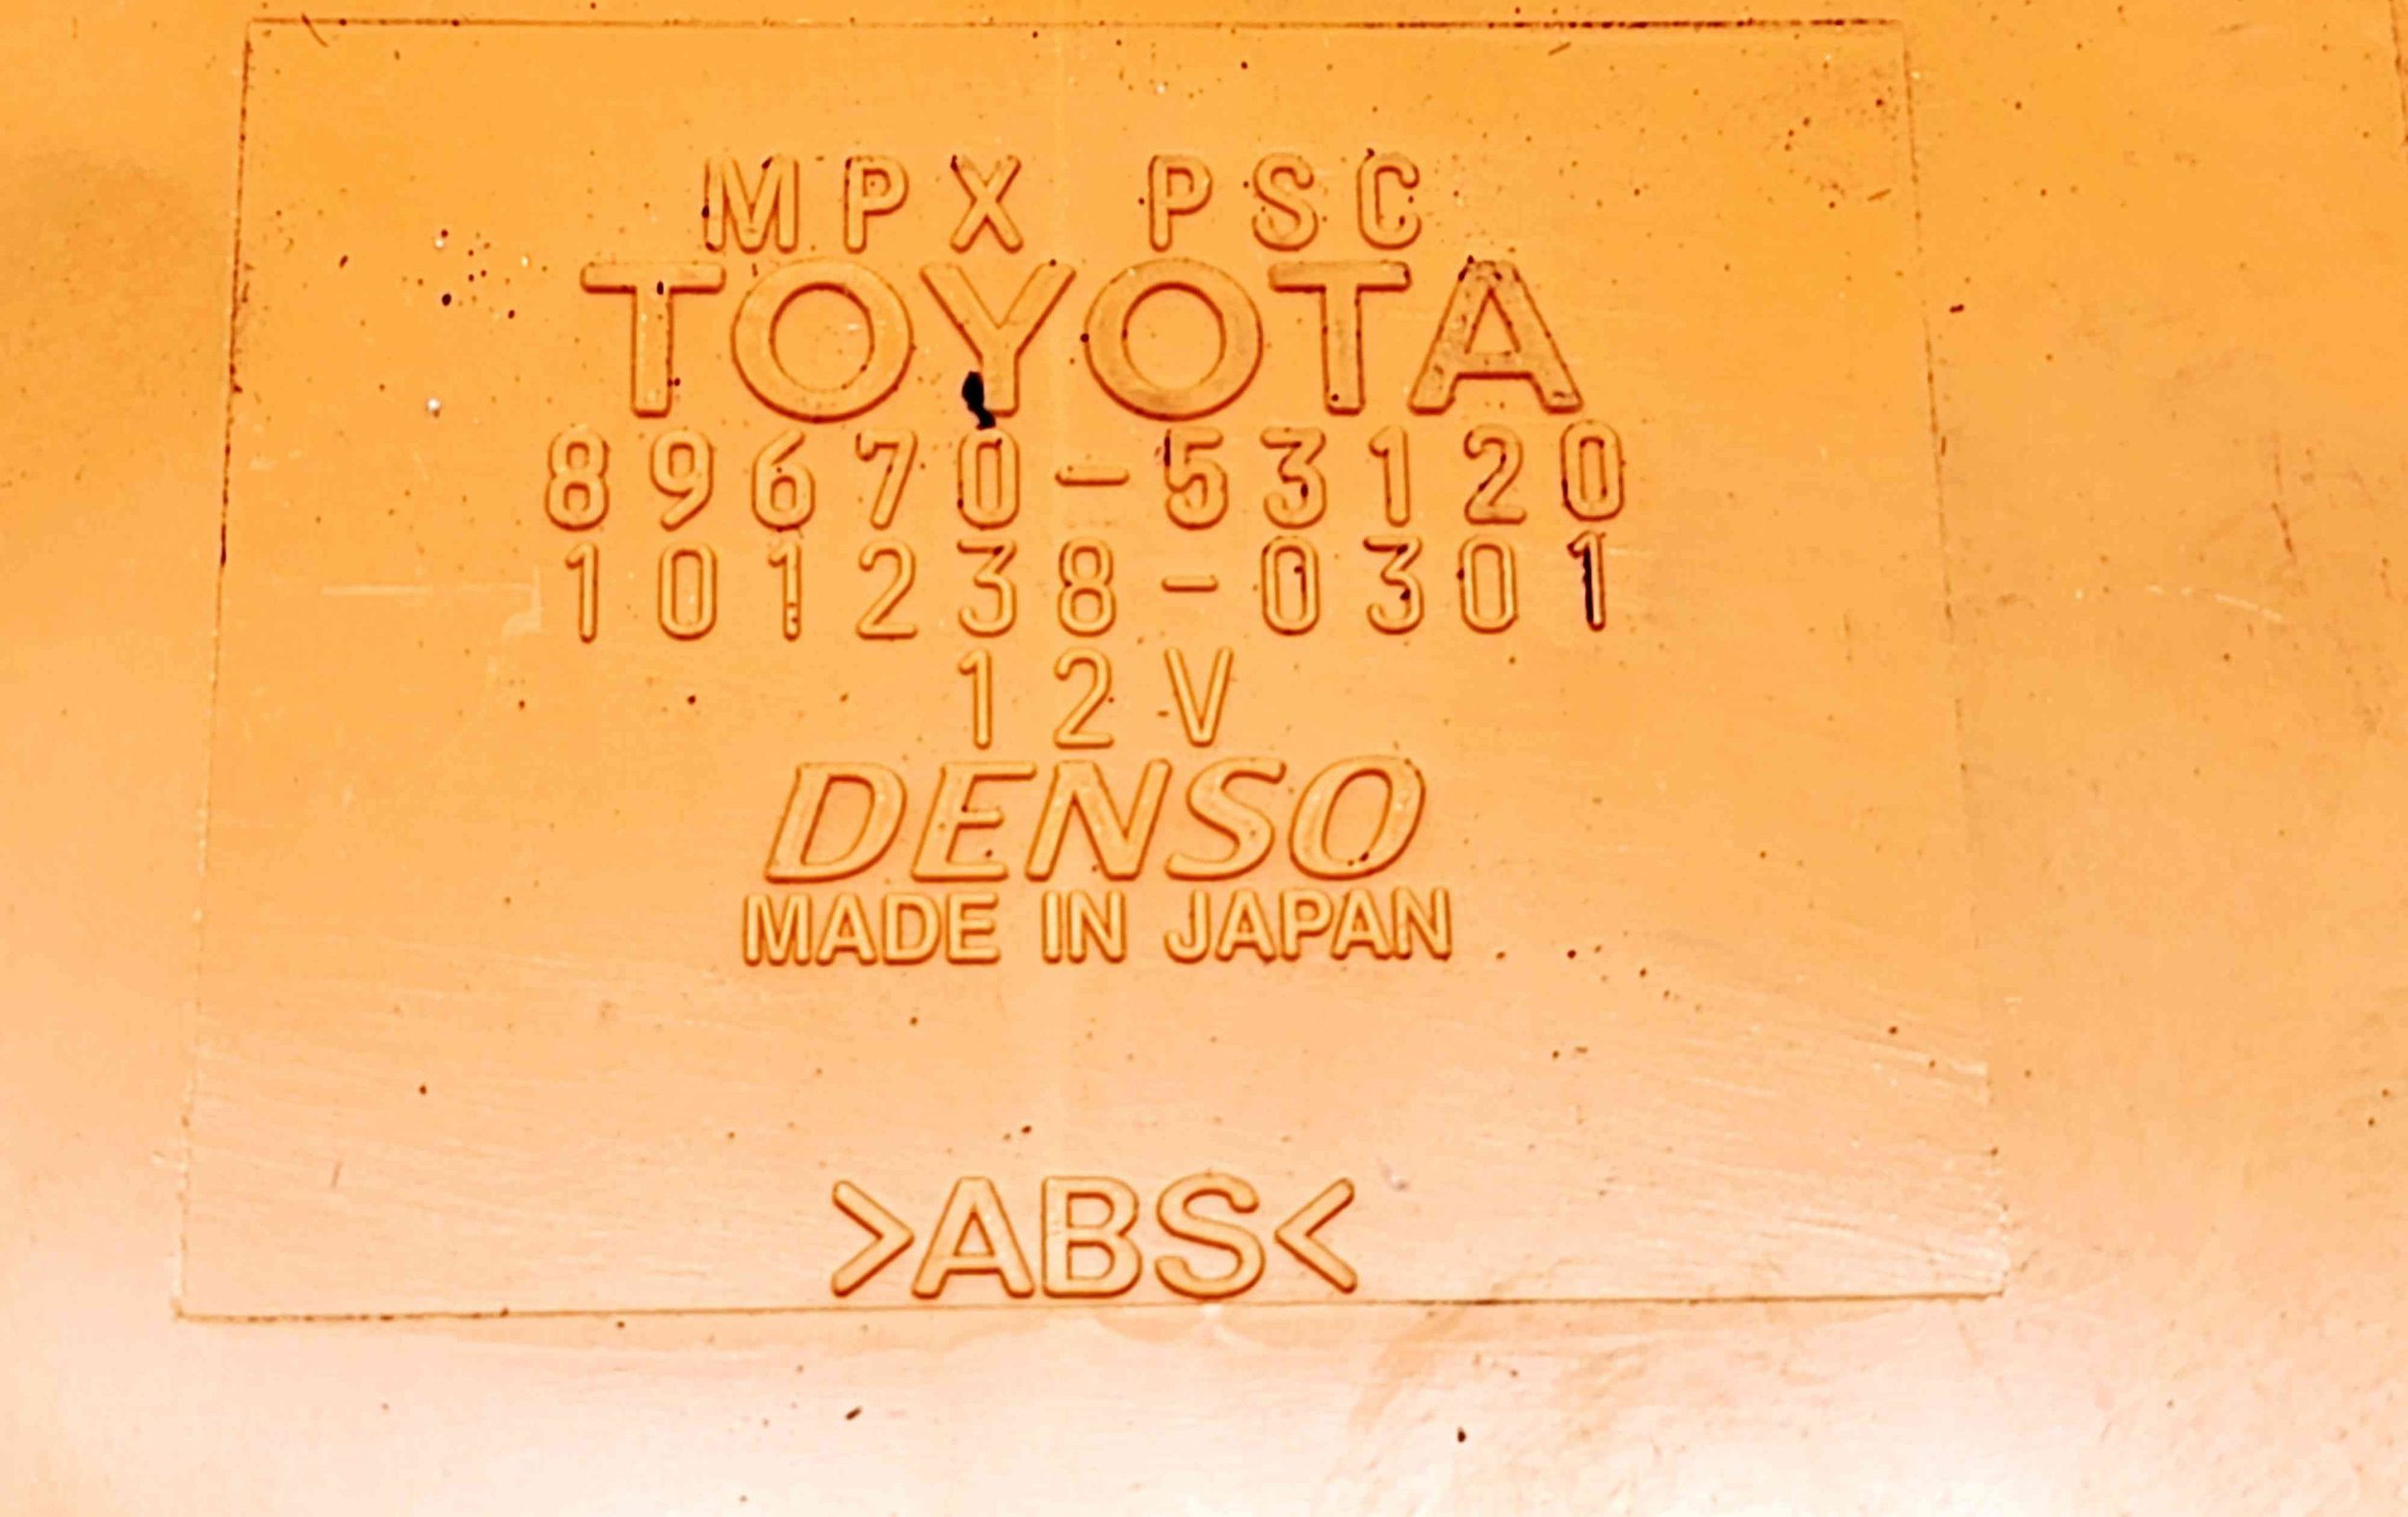 MPX PSC
TOYOTA
89670-53120
101238-0301
12V
DENSO
MADE IN JAPAN
>ABS<